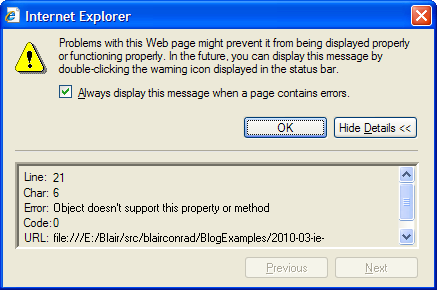 Internet Explorer
Problems with this Web page might prevent it from being displayed properly
or functioning properly. In the future, you can display this message by
double-clicking the warning icon displayed in the status bar.
Always display this message when a page contains errors.
OK
Hide Details <<
Line: 21
Char: 6
Error: Object doesn't support this property or method
Code: 0
URL: file:///E:/Blair/src/blairconrad/BlogExamples/2010-03-ie-
Previous
Next